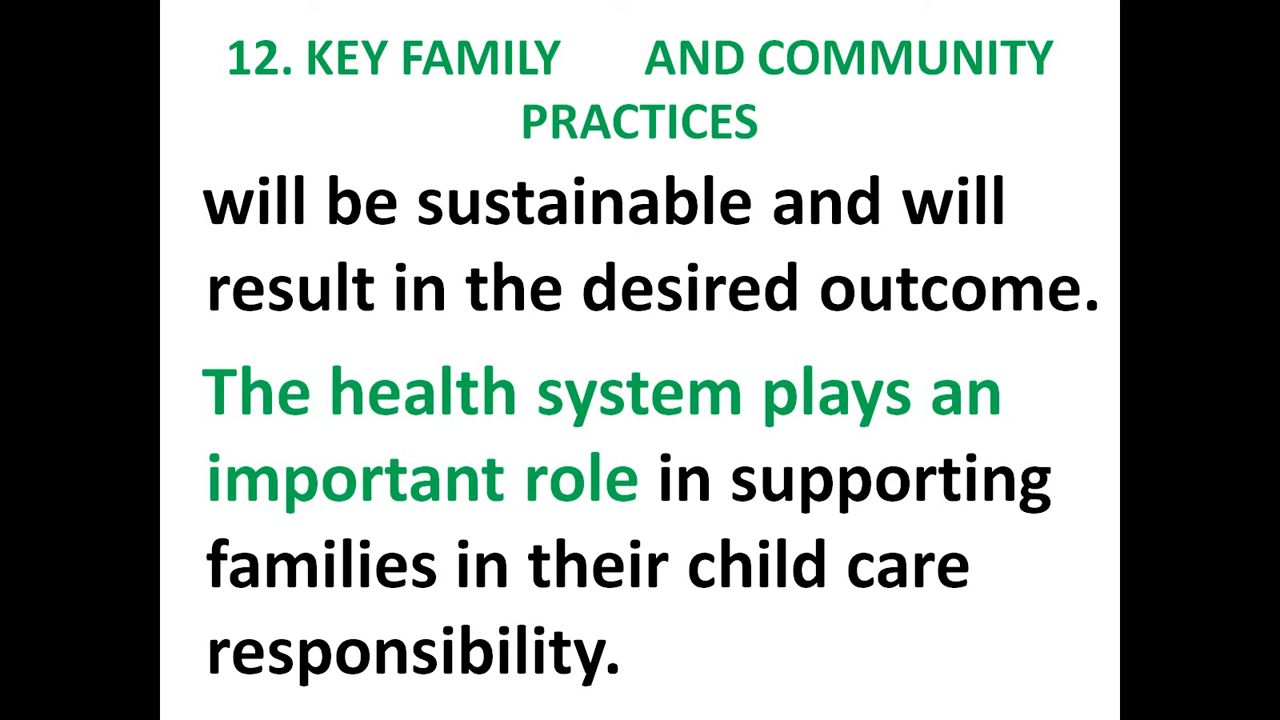 12. KEY FAMILY AND COMMUNITY
PRACTICES
will be sustainable and will
result in the desired outcome.
The health system plays an
important role in supporting
families in their child care
responsibility.